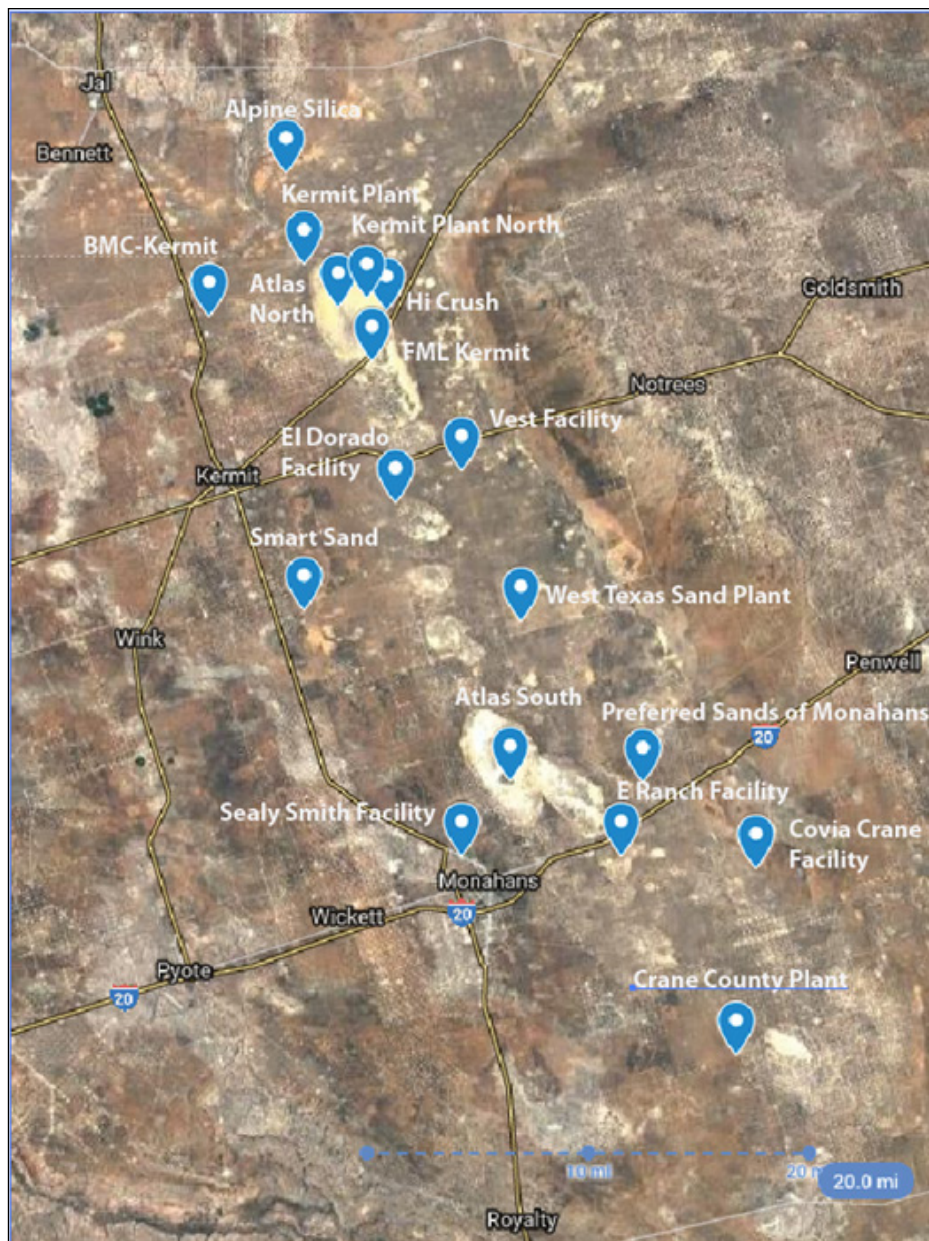 Jal
Alpine Silica
Bennett
Kermit Plant
Kermit Plant North
BMC-Kermit
Atlas
North
Goldsmith
Hi Crush
FML Kermit
Notrees
Vest Facility
El Dorado
Facility
Kermit
Smart Sand
West Texas Sand Plant
Wink
Penwell
Atlas South
Preferred Sands of Monahans
20
E Ranch Facility
Sealy Smith Facility
Covia Crane
Facility
Monahans
Wickett
20
Pyote
Crane County Plant
20
10 mi
20 m
20.0 mi
Royalty